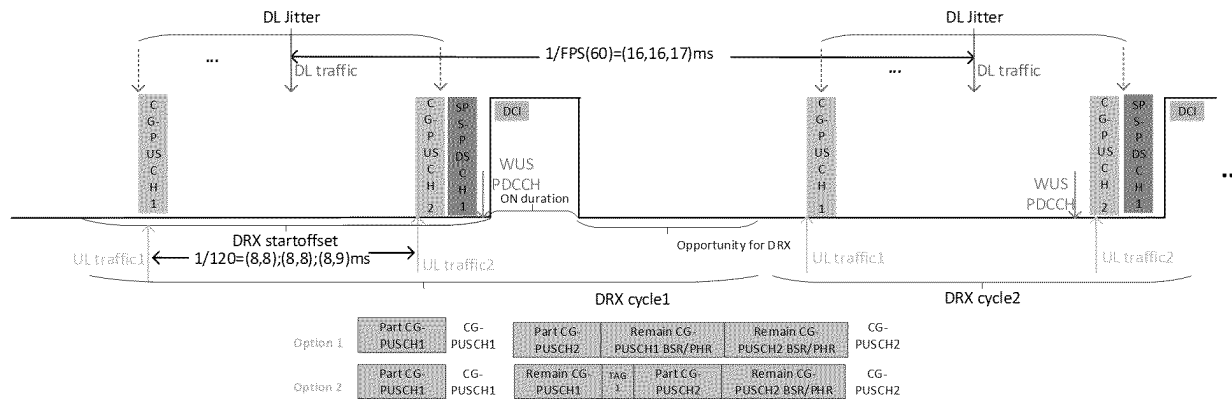 DL Jitter
DL Jitter
1/FPS(60)=(16,16,17)ms
...
DL traffic
...
DL traffic
CG-PUSCH1
CG-PUSCH2
SPS-PDSCH1
DCI
CG-PUSCH1
CG-PUSCH2
SPS-PDSCH1
DCI
WUS
PDCCH
ON duration
WUS
PDCCH
DRX startoffset
Opportunity for DRX
UL traffic1
1/120=(8,8);(8,8);(8,9)ms
UL traffic2
UL traffic1
UL traffic2
DRX cycle1
DRX cycle2
Option 1
Part CG-PUSCH1
CG-PUSCH1
Part CG-PUSCH2
Remain CG-PUSCH1 BSR/PHR
Remain CG-PUSCH2 BSR/PHR
CG-PUSCH2
Option 2
Part CG-PUSCH1
CG-PUSCH1
Remain CG-PUSCH1
TAG 1
Part CG-PUSCH2
Remain CG-PUSCH2 BSR/PHR
CG-PUSCH2